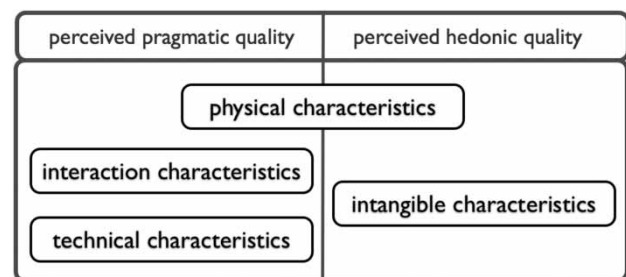 perceived pragmatic quality
perceived hedonic quality
physical characteristics
interaction characteristics
intangible characteristics
technical characteristics